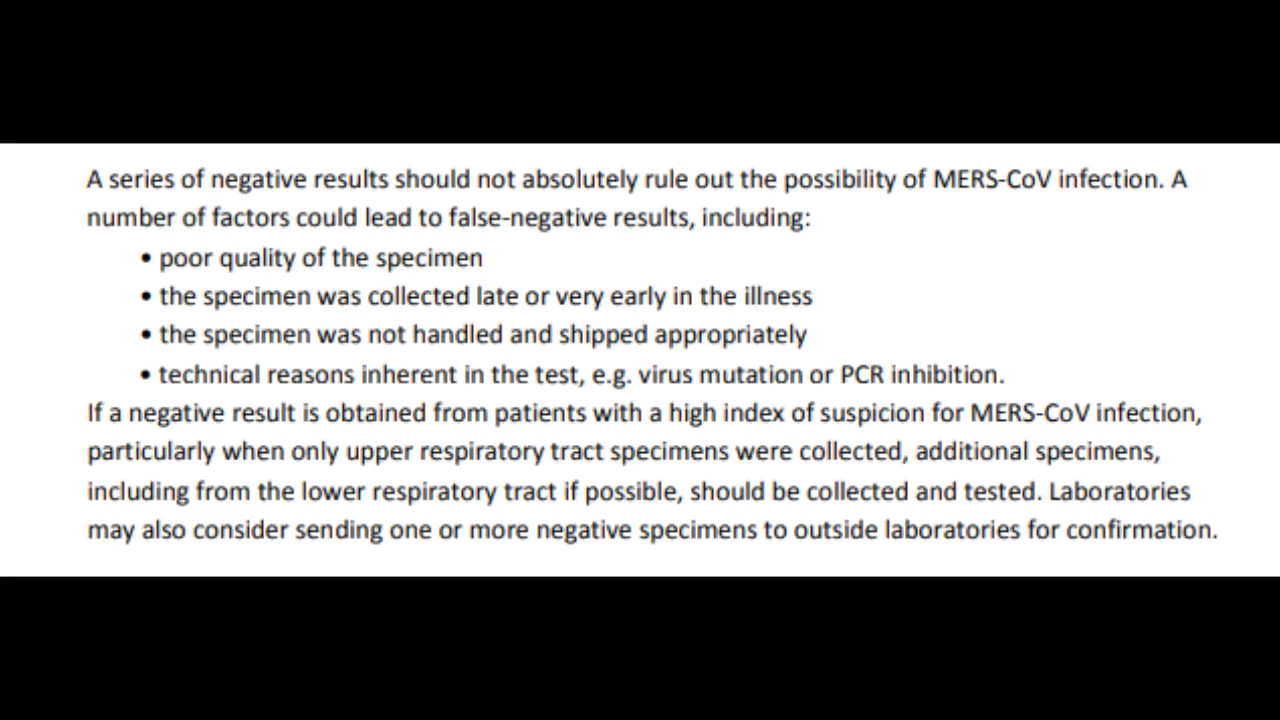 A series of negative results should not absolutely rule out the possibility of MERS-CoV infection. A
number of factors could lead to false-negative results, including:
• poor quality of the specimen
• the specimen was collected late or very early in the illness
• the specimen was not handled and shipped appropriately
• technical reasons inherent in the test, e.g. virus mutation or PCR inhibition.
If a negative result is obtained from patients with a high index of suspicion for MERS-CoV infection,
particularly when only upper respiratory tract specimens were collected, additional specimens,
including from the lower respiratory tract if possible, should be collected and tested. Laboratories
may also consider sending one or more negative specimens to outside laboratories for confirmation.